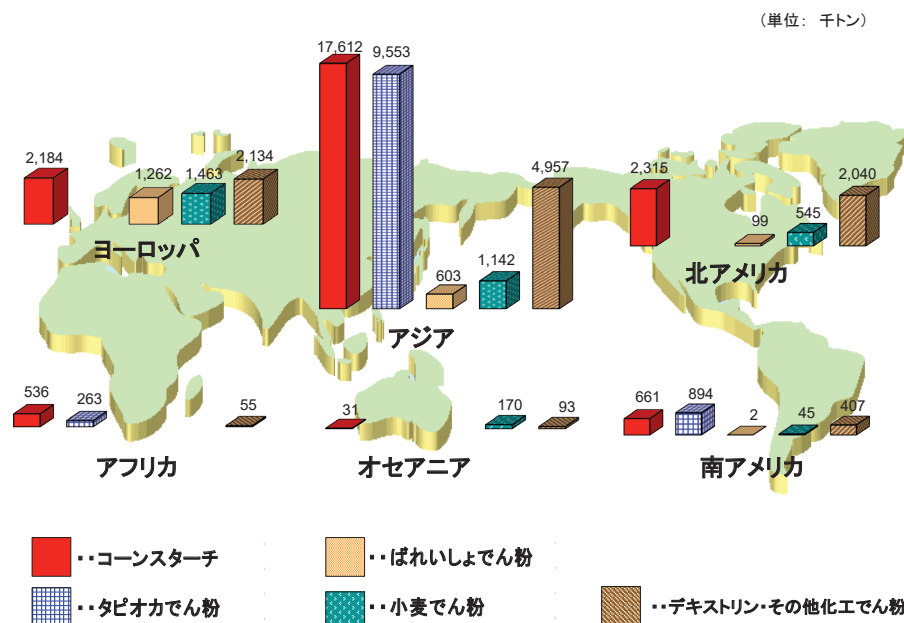 （単位：千トン）
17,612
9,553
2,184
1,262
1,463
2,134
4,957
2,315
99
545
2,040
ヨーロッパ
603
1,142
北アメリカ
アジア
536
263
55
31
170
93
661
894
2
45
407
アフリカ
オセアニア
南アメリカ
‥コーンスターチ
‥ばれいしょでん粉
‥タピオカでん粉
‥小麦でん粉
‥デキストリン・その他化工でん粉